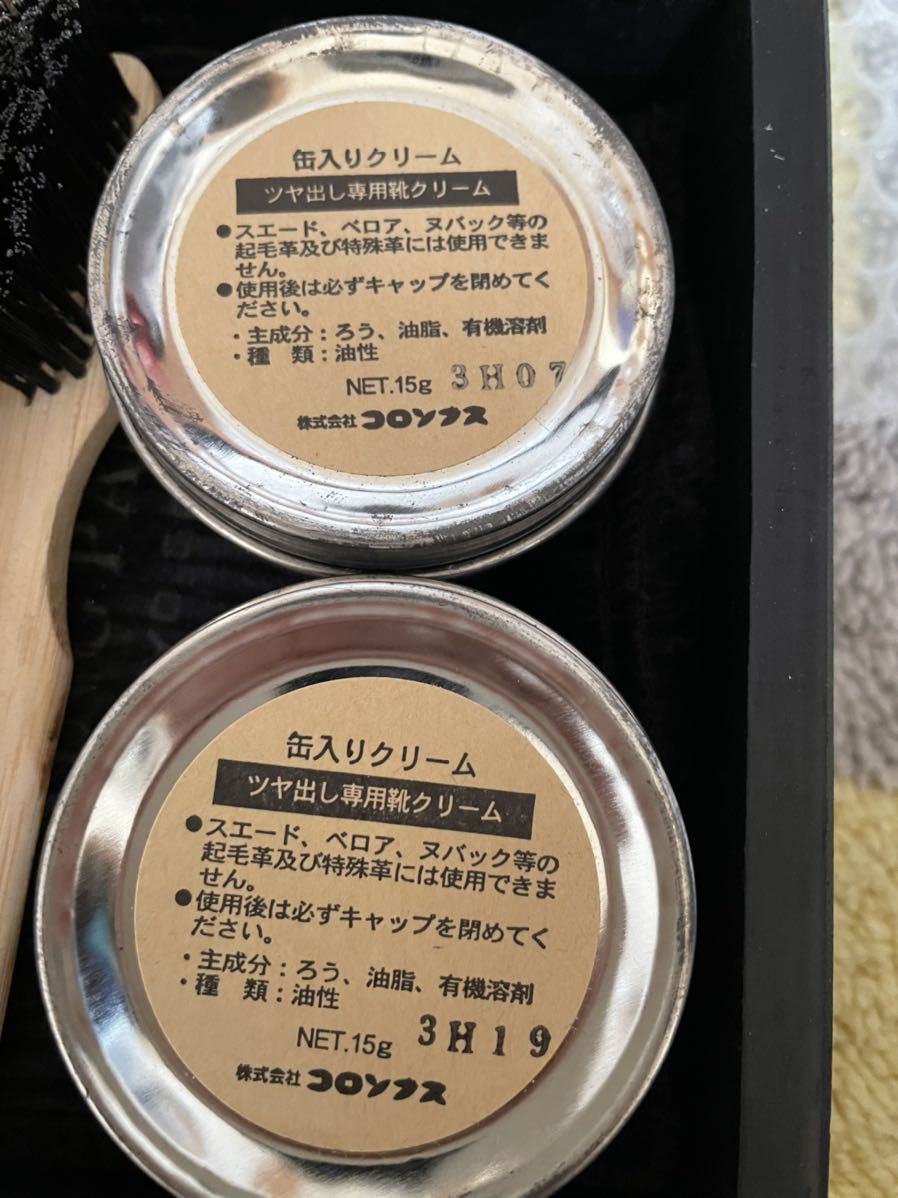 缶入りクリーム
ツヤ出し専用靴クリーム
●スエード、ベロア、ヌバック等の
起毛革及び特殊革には使用できま
せん。
●使用後は必ずキャップを閉めてく
ださい。
・主成分：ろう、油脂、有機溶剤
・種　類：油性
NET.15g 3H07
株式会社コロンブス
缶入りクリーム
ツヤ出し専用靴クリーム
●スエード、ベロア、ヌバック等の
起毛革及び特殊革には使用できま
せん。
●使用後は必ずキャップを閉めてく
ださい。
・主成分：ろう、油脂、有機溶剤
・種　類：油性
NET.15g 3H19
株式会社コロンブス